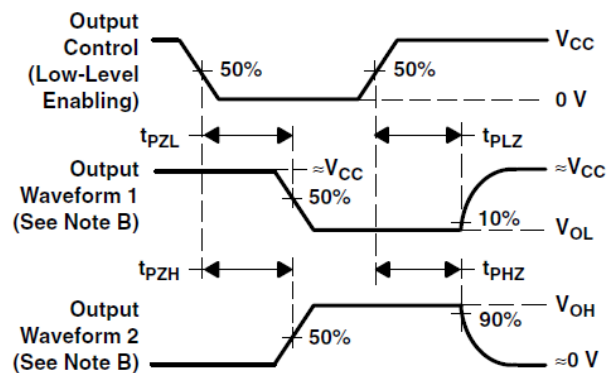 Output
Control
(Low-Level
Enabling)
50%
50%
VCC
0 V
tPZL
tPLZ
Output
Waveform 1
(See Note B)
≈VCC
50%
≈VCC
10%
VOL
tPZH
tPHZ
Output
Waveform 2
(See Note B)
50%
VOH
90%
≈0 V